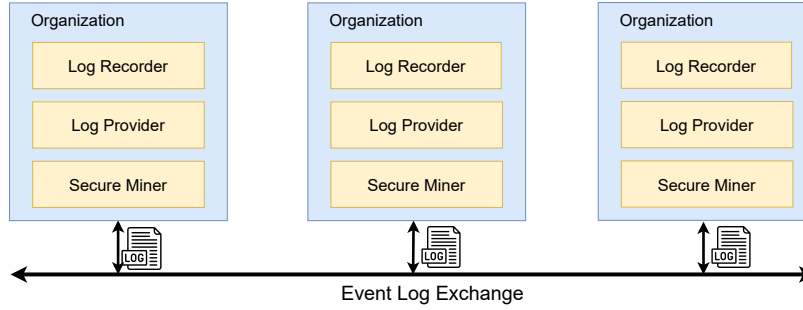 Organization
Log Recorder
Log Provider
Secure Miner
LOG
Organization
Log Recorder
Log Provider
Secure Miner
LOG
Organization
Log Recorder
Log Provider
Secure Miner
LOG
Event Log Exchange